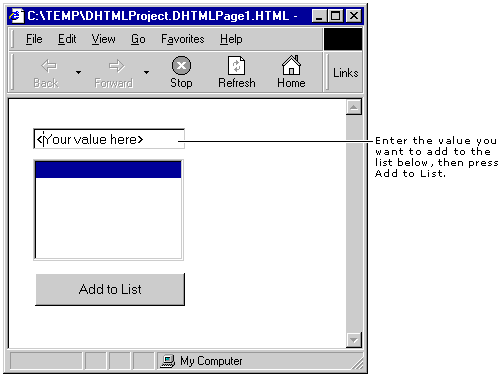 C:\TEMP\DHTMLProject.DHTMLPage1.HTML -
File Edit View Go Favorites Help
Back Forward Stop Refresh Home Links
<Your value here>
Enter the value you
want to add to the
list below, then press
Add to List.
Add to List
My Computer